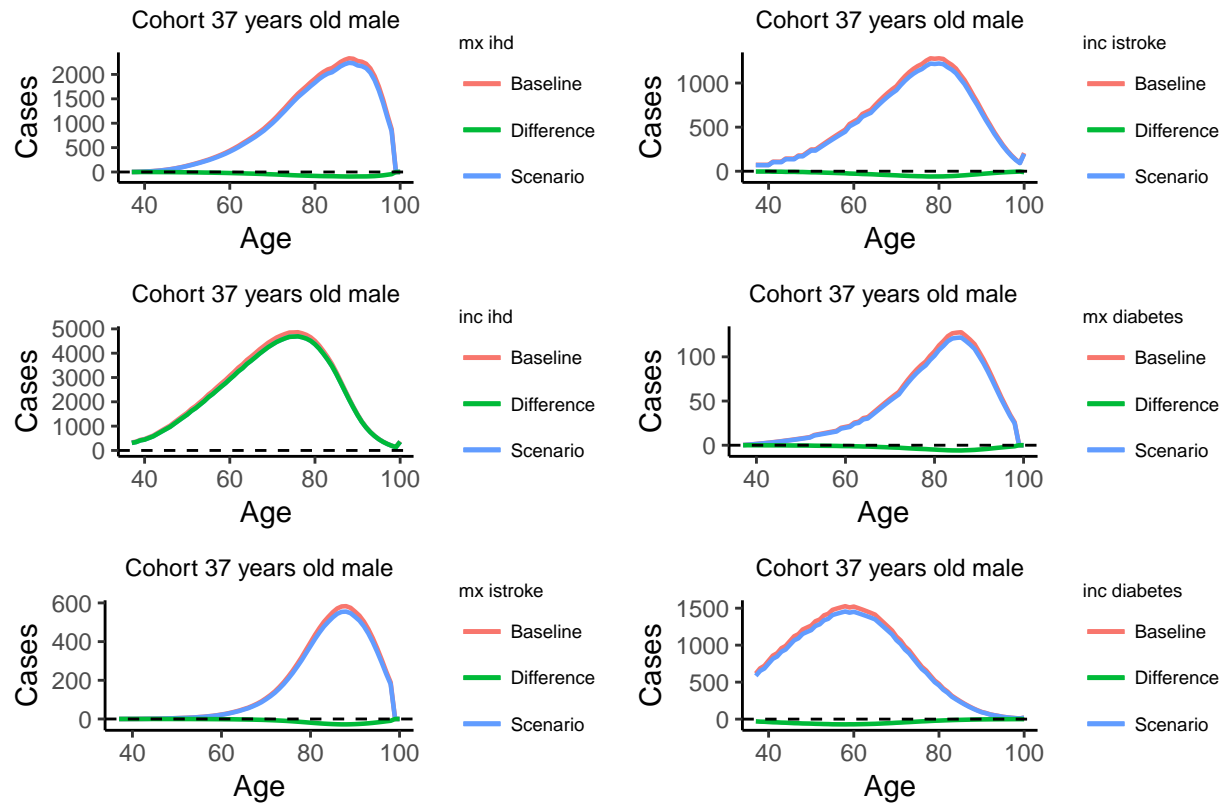 Cohort 37 years old male
mx ihd
Baseline
Difference
Scenario
Cases
2000
1500
1000
500
0
40 60 80 100
Age
Cohort 37 years old male
inc istroke
Baseline
Difference
Scenario
Cases
1000
500
0
40 60 80 100
Age
Cohort 37 years old male
inc ihd
Baseline
Difference
Scenario
Cases
5000
4000
3000
2000
1000
0
40 60 80 100
Age
Cohort 37 years old male
mx diabetes
Baseline
Difference
Scenario
Cases
100
50
0
40 60 80 100
Age
Cohort 37 years old male
mx istroke
Baseline
Difference
Scenario
Cases
600
400
200
0
40 60 80 100
Age
Cohort 37 years old male
inc diabetes
Baseline
Difference
Scenario
Cases
1500
1000
500
0
40 60 80 100
Age